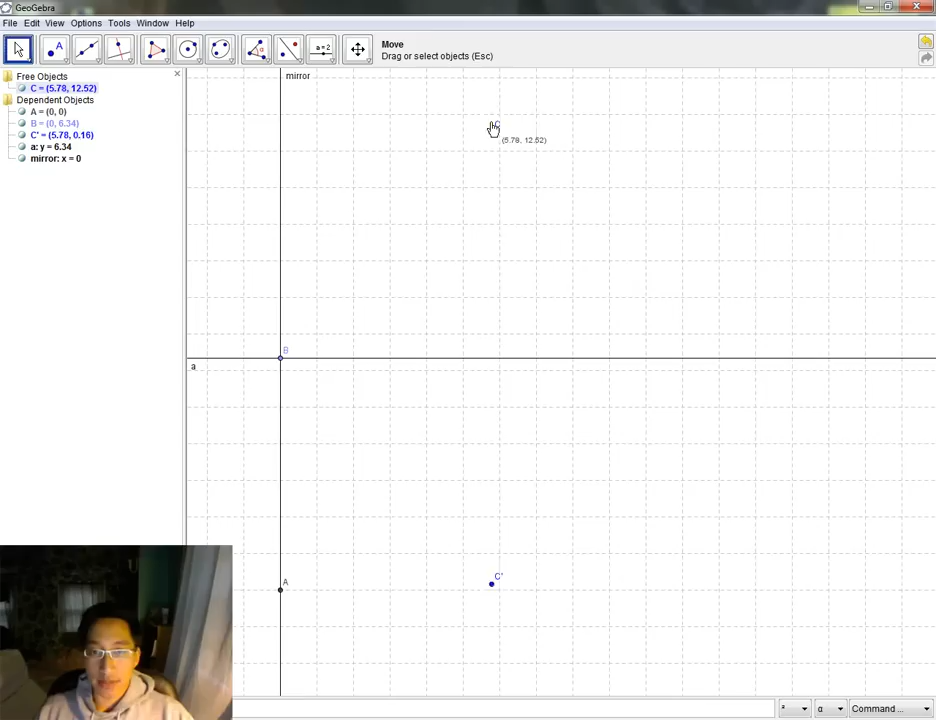 GeoGebra
File Edit View Options Tools Window Help
A
α
a=2
Move
Drag or select objects (Esc)
Free Objects
C = (5.78, 12.52)
Dependent Objects
A = (0, 0)
B = (0, 6.34)
C' = (5.78, 0.16)
a: y = 6.34
mirror: x = 0
mirror
C
(5.78, 12.52)
B
a
A
C'
² α Command ...